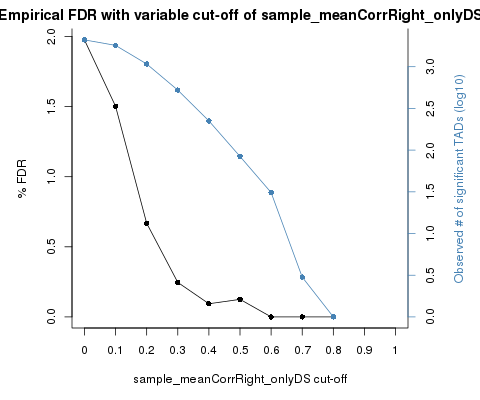 Empirical FDR with variable cut-off of sample_meanCorrRight_onlyDS
% FDR
2.0
1.5
1.0
0.5
0.0
3.0
2.5
2.0
1.5
1.0
0.5
0.0
Observed # of significant TADs (log10)
0 0.1 0.2 0.3 0.4 0.5 0.6 0.7 0.8 0.9 1
sample_meanCorrRight_onlyDS cut-off